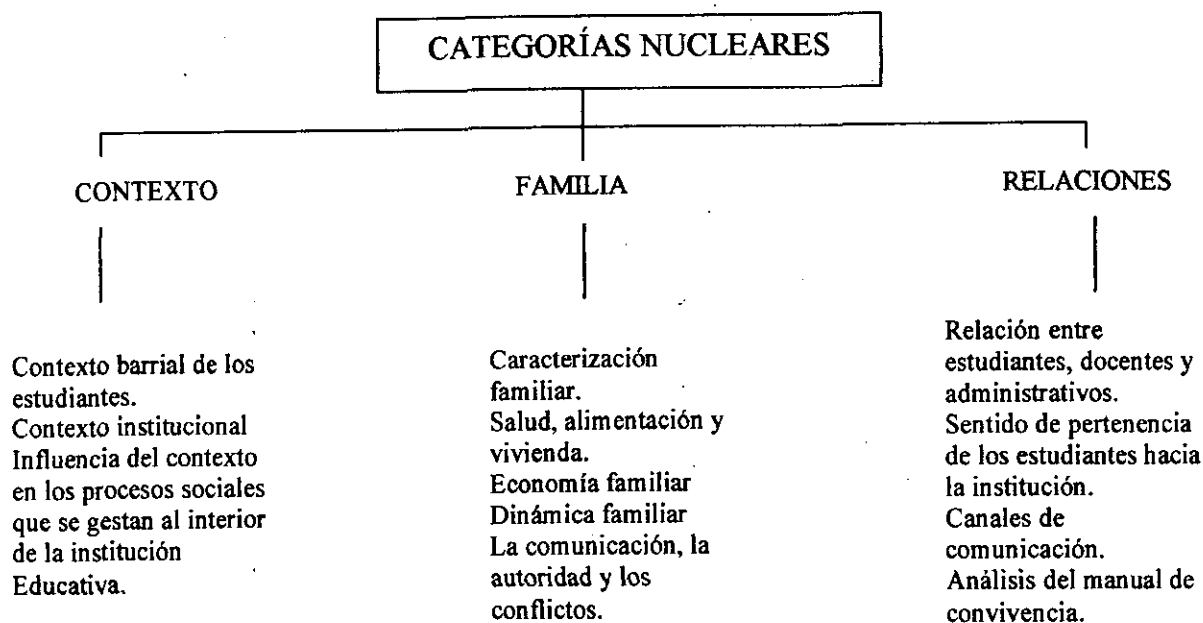 CATEGORÍAS NUCLEARES
CONTEXTO
Contexto barrial de los
estudiantes.
Contexto institucional
Influencia del contexto
en los procesos sociales
que se gestan al interior
de la institución
Educativa.
FAMILIA
Caracterización
familiar.
Salud, alimentación y
vivienda.
Economía familiar
Dinámica familiar
La comunicación, la
autoridad y los
conflictos.
RELACIONES
Relación entre
estudiantes, docentes y
administrativos.
Sentido de pertenencia
de los estudiantes hacia
la institución.
Canales de
comunicación.
Análisis del manual de
convivencia.